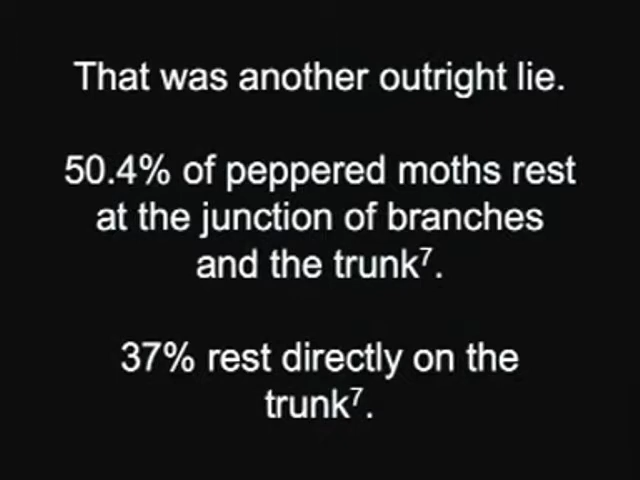 That was another outright lie.
50.4% of peppered moths rest
at the junction of branches
and the trunk⁷.
37% rest directly on the
trunk⁷.